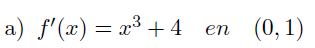 a) f'(x) = x³ + 4 en (0, 1)